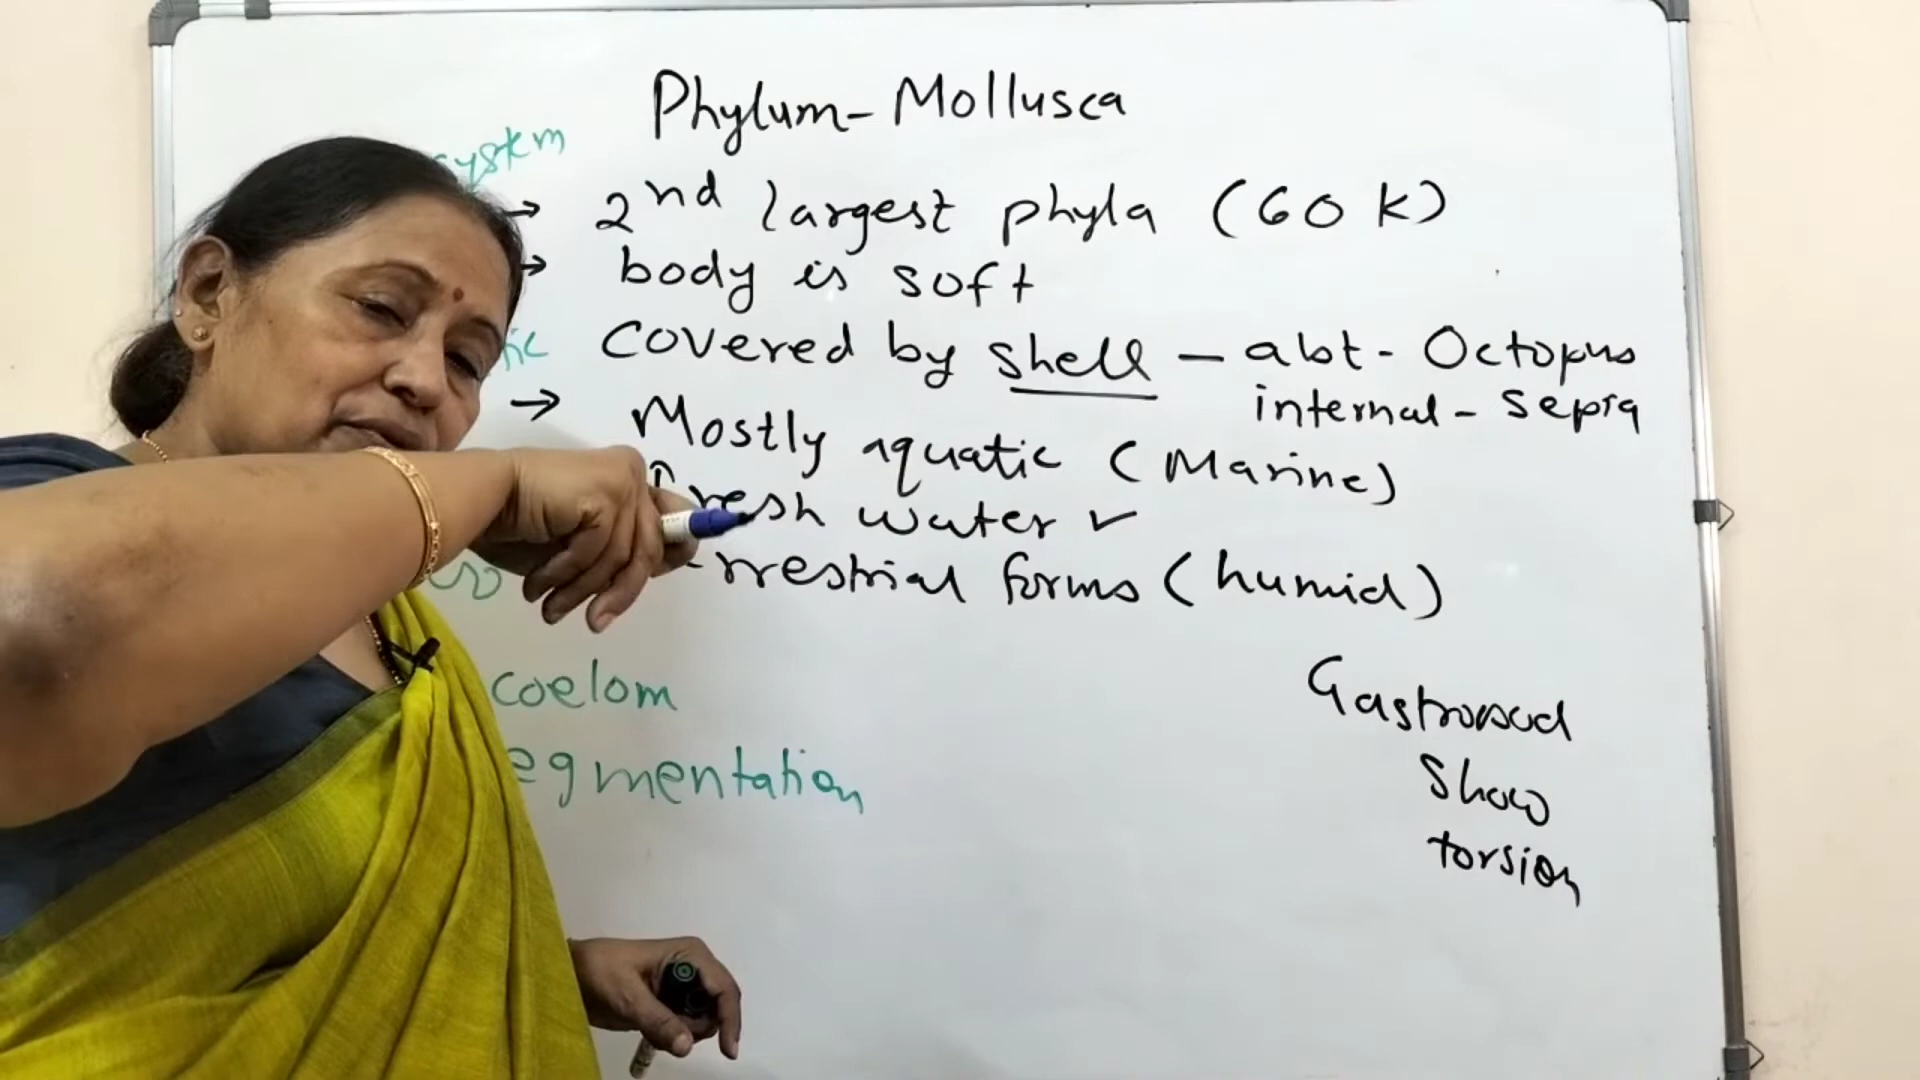 Phylum - Mollusca
→ 2nd largest phyla (60 K)
→ body is soft
covered by shell - abt - Octopus
internal - Sepia
→ Mostly aquatic (Marine)
Fresh water ✓
forms (humid)
coelom
Gastropod
show
torsion